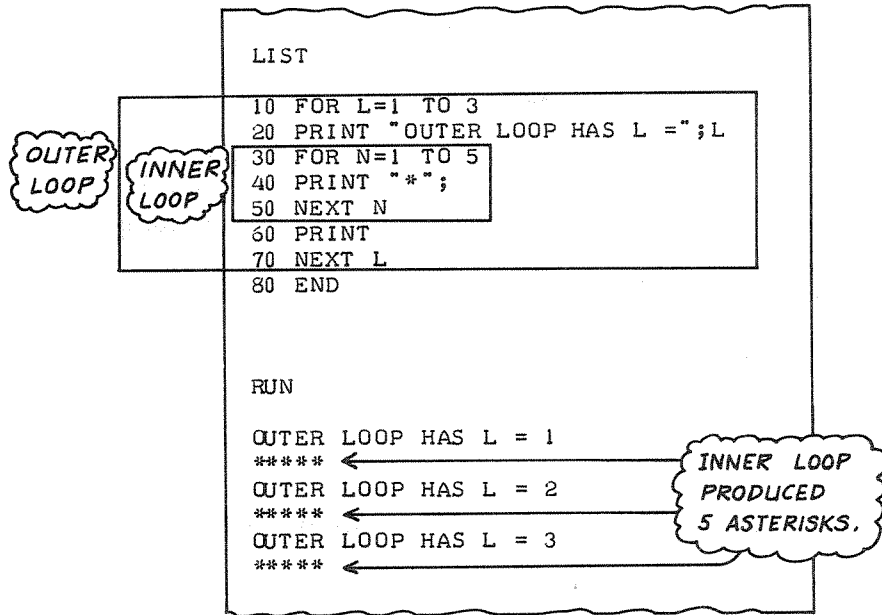 LIST
10 FOR L=1 TO 3
20 PRINT "OUTER LOOP HAS L =";L
30 FOR N=1 TO 5
40 PRINT "*";
50 NEXT N
60 PRINT
70 NEXT L
80 END
OUTER
LOOP
INNER
LOOP
RUN
OUTER LOOP HAS L = 1
*****
OUTER LOOP HAS L = 2
*****
OUTER LOOP HAS L = 3
*****
INNER LOOP
PRODUCED
5 ASTERISKS.